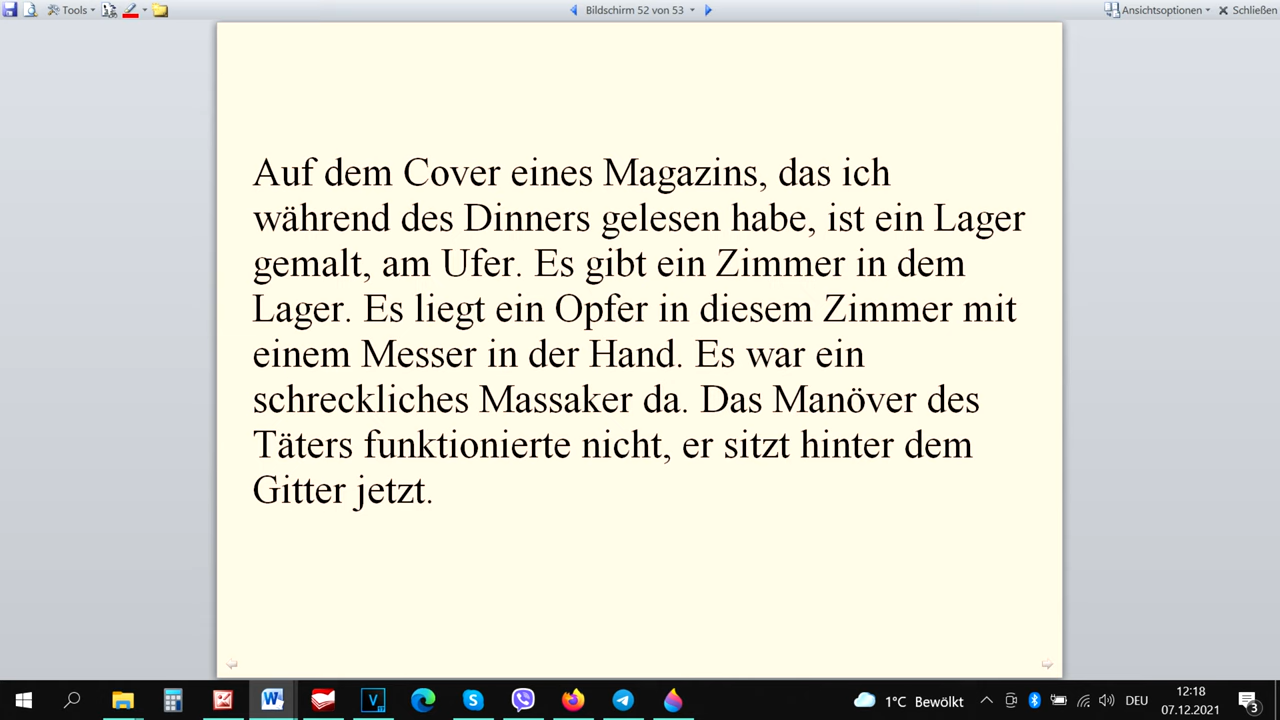 Tools
Bildschirm 52 von 53
Ansichtsoptionen
Schließen
Auf dem Cover eines Magazins, das ich
während des Dinners gelesen habe, ist ein Lager
gemalt, am Ufer. Es gibt ein Zimmer in dem
Lager. Es liegt ein Opfer in diesem Zimmer mit
einem Messer in der Hand. Es war ein
schreckliches Massaker da. Das Manöver des
Täters funktionierte nicht, er sitzt hinter dem
Gitter jetzt.
W
V
S
1°C Bewölkt
DEU
12:18
07.12.2021
3